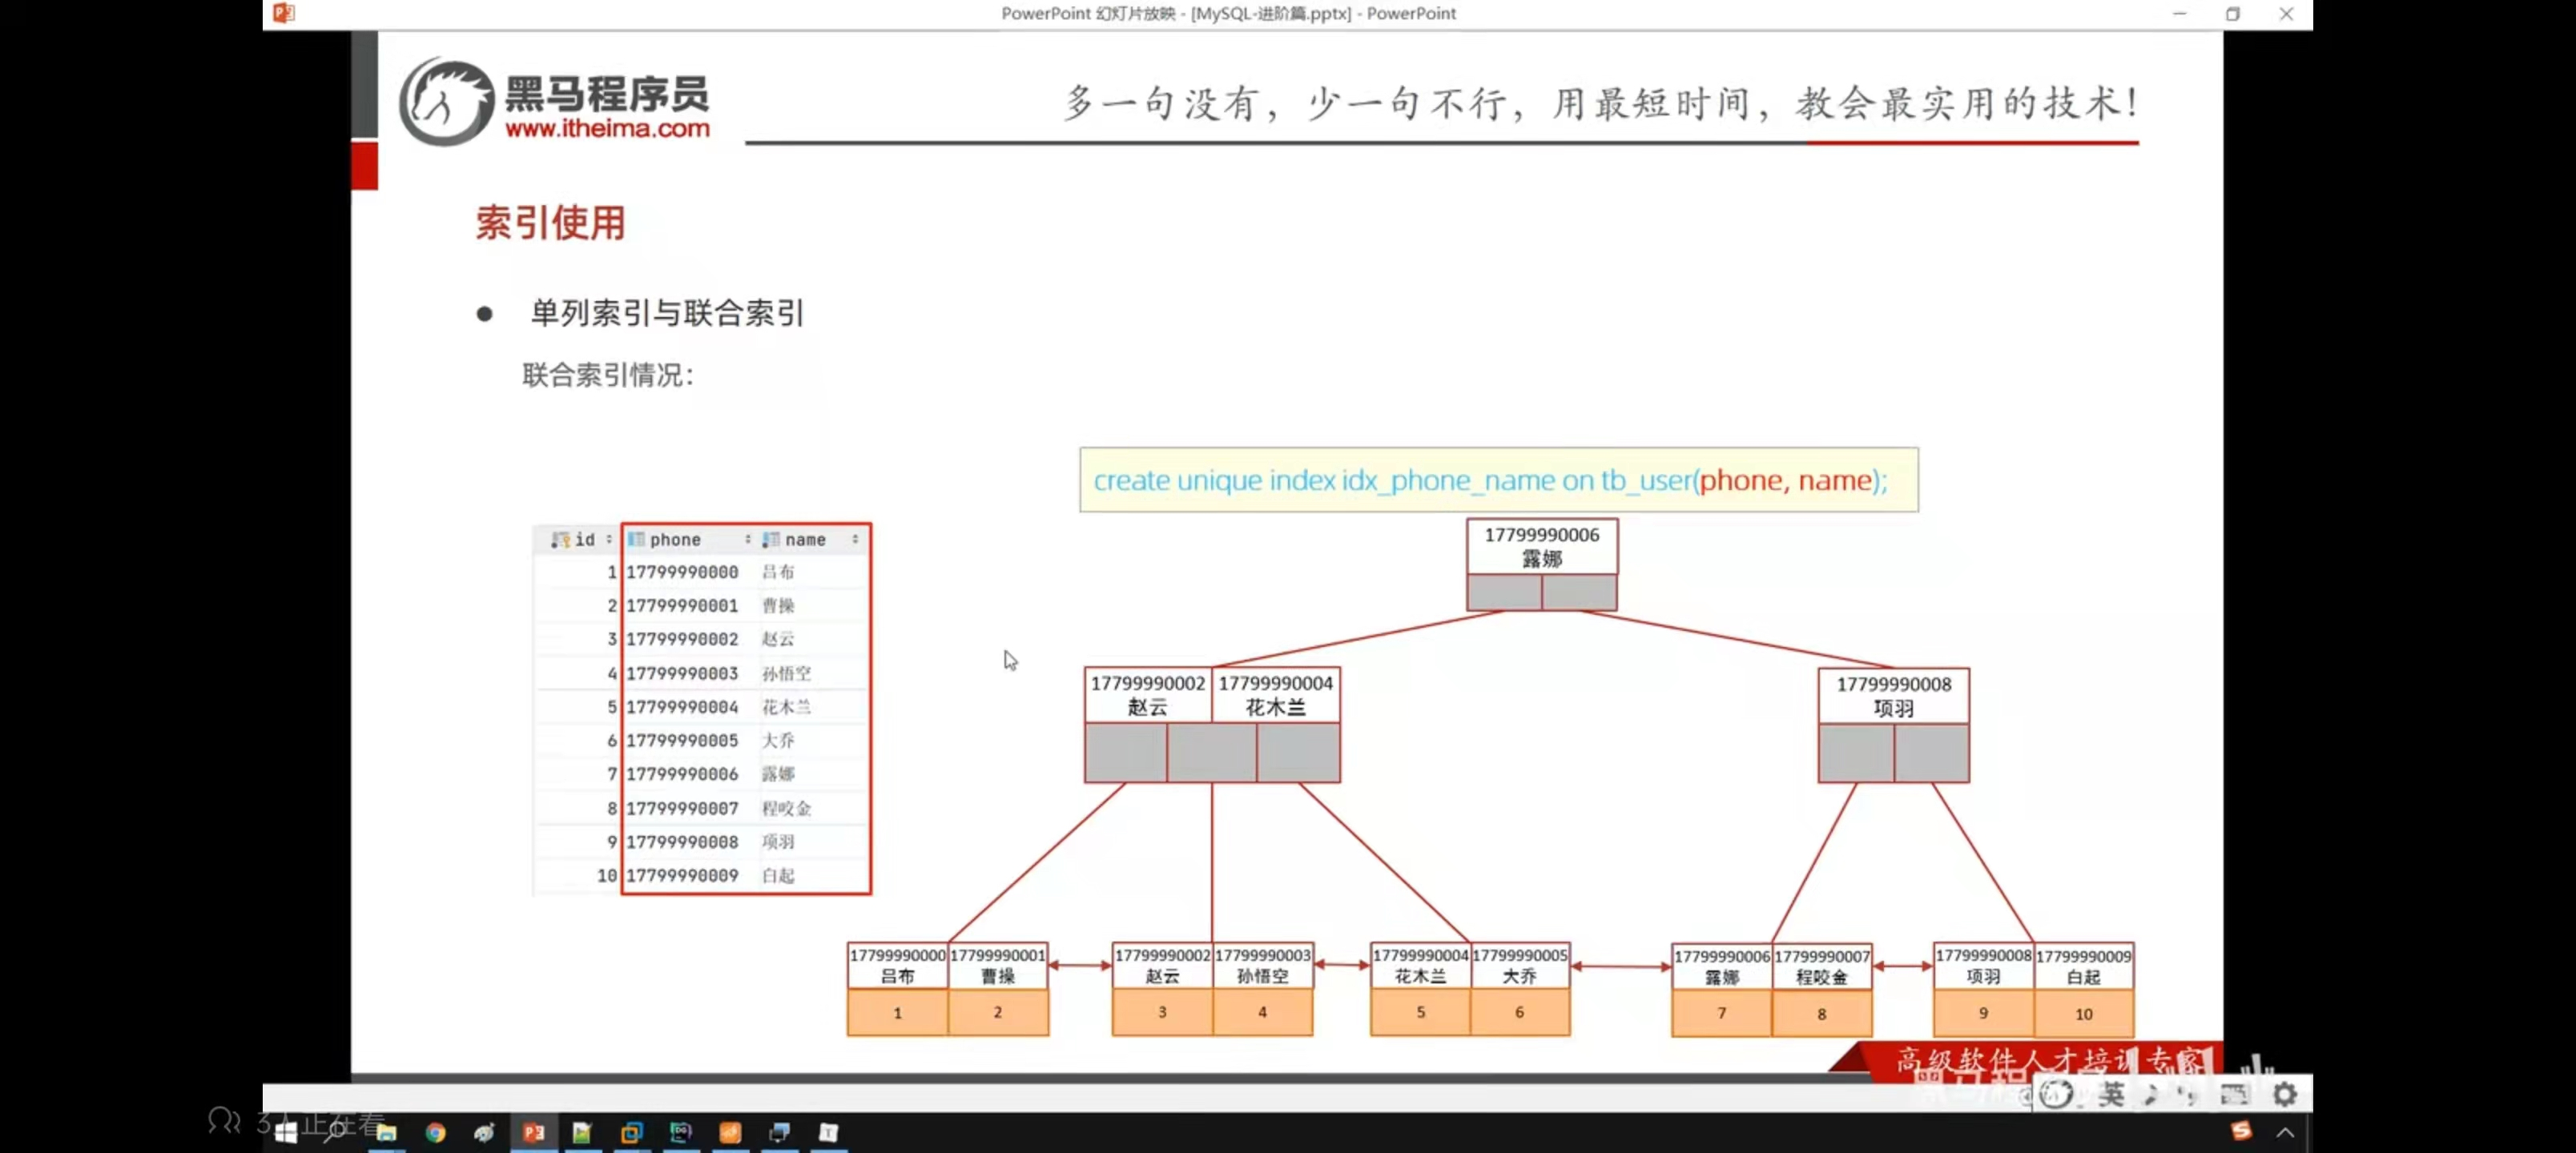 PowerPoint 幻灯片放映 - [MySQL-进阶篇.pptx] - PowerPoint
黑马程序员
www.itheima.com
多一句没有，少一句不行，用最短时间，教会最实用的技术！
索引使用
● 单列索引与联合索引
联合索引情况：
create unique index idx_phone_name on tb_user(phone, name);
id phone name
1 17799990000 吕布
2 17799990001 曹操
3 17799990002 赵云
4 17799990003 孙悟空
5 17799990004 花木兰
6 17799990005 大乔
7 17799990006 露娜
8 17799990007 程咬金
9 17799990008 项羽
10 17799990009 白起
17799990006
露娜
17799990002 17799990004
赵云 花木兰
17799990008
项羽
17799990000 17799990001 17799990002 17799990003 17799990004 17799990005 17799990006 17799990007 17799990008 17799990009
吕布 曹操 赵云 孙悟空 花木兰 大乔 露娜 程咬金 项羽 白起
1 2 3 4 5 6 7 8 9 10
高级软件人才培训专家
英
3人正在看